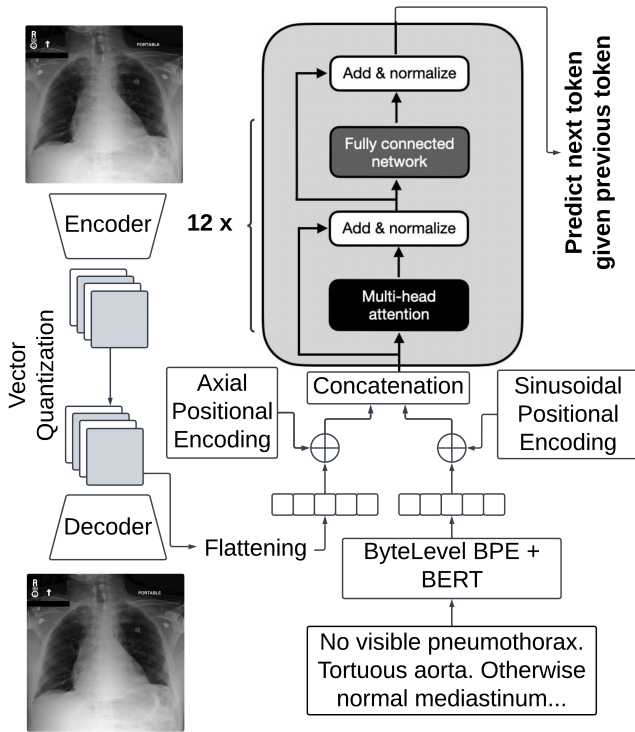 PORTABLE
Encoder
Vector
Quantization
Decoder
Flattening
PORTABLE
12 x
Add & normalize
Fully connected
network
Add & normalize
Multi-head
attention
Predict next token
given previous token
Axial
Positional
Encoding
Concatenation
Sinusoidal
Positional
Encoding
ByteLevel BPE +
BERT
No visible pneumothorax.
Tortuous aorta. Otherwise
normal mediastinum...